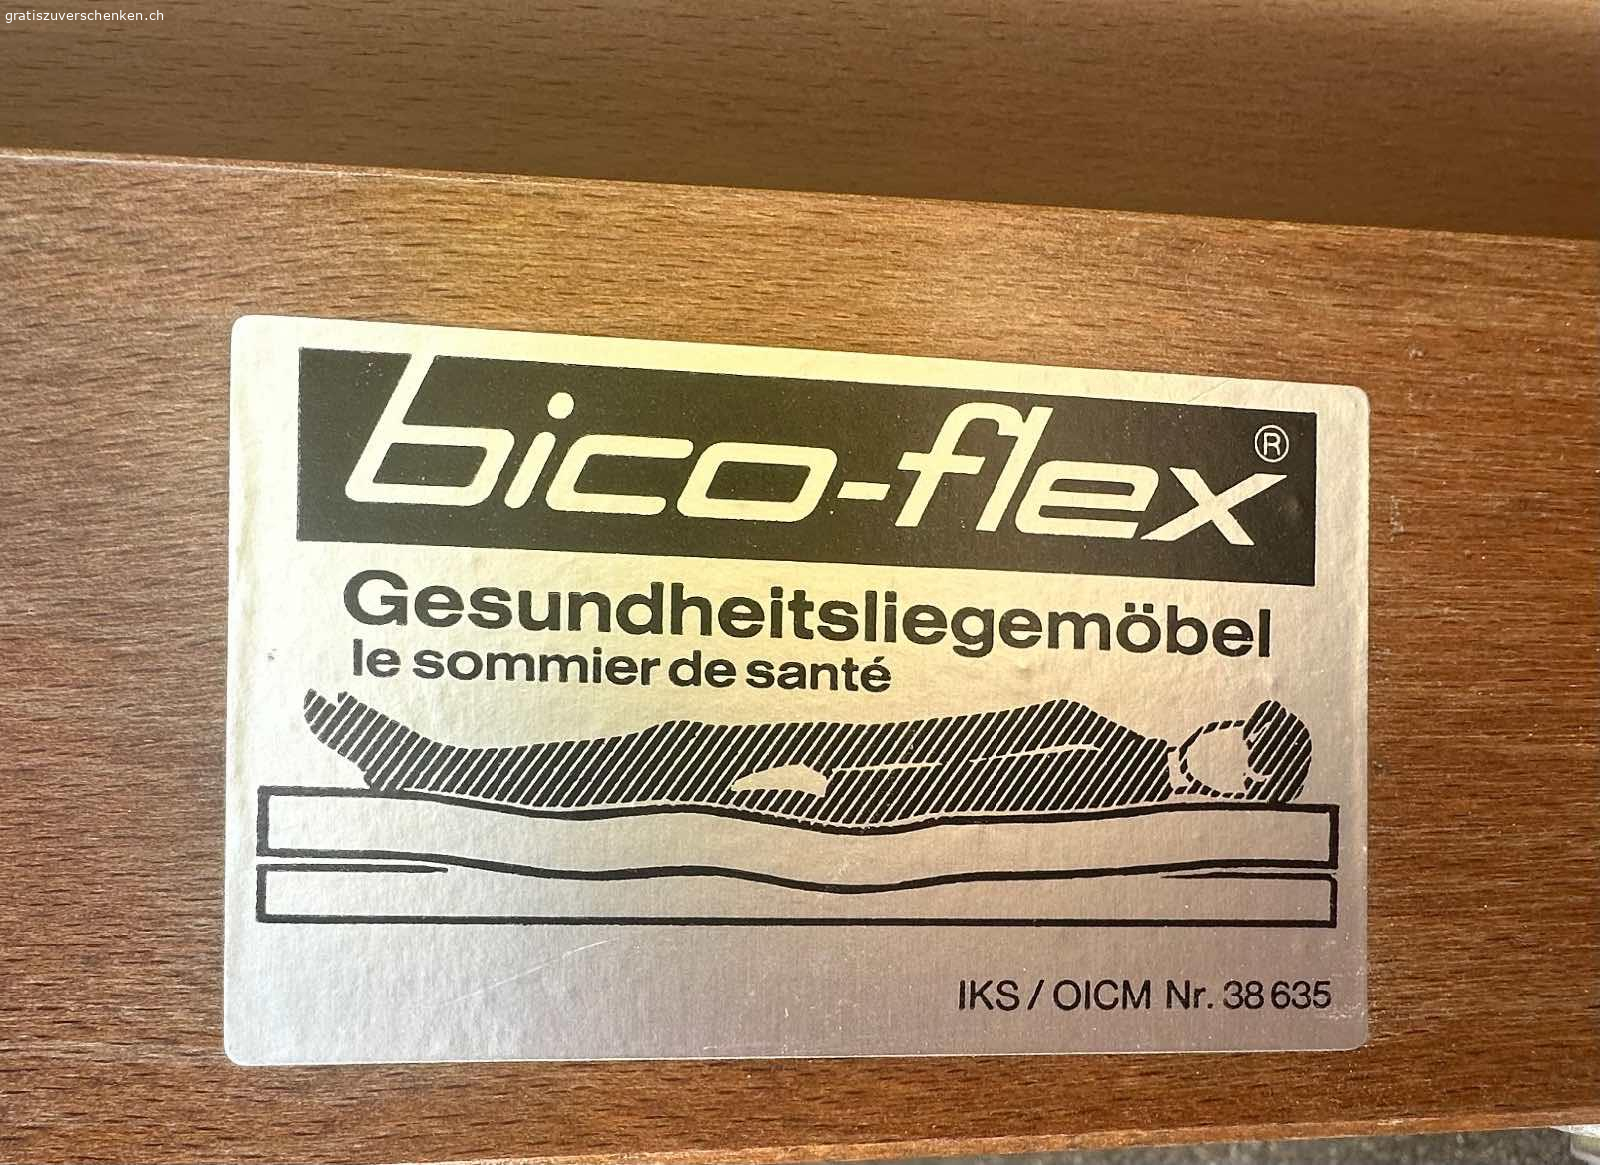 gratiszuverschenken.ch
bico-flex®
Gesundheitsliegemöbel
le sommier de santé
IKS / OICM Nr. 38 635